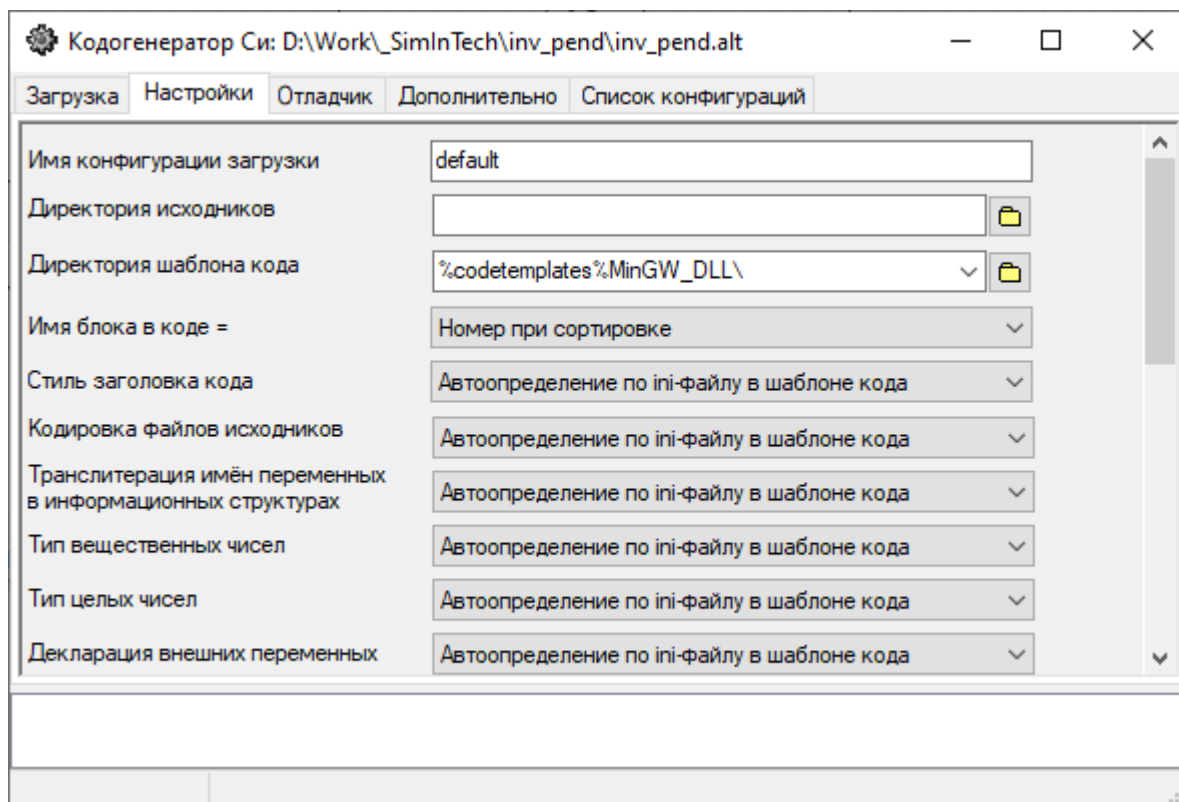 Кодогенератор Си: D:\Work\_SimInTech\inv_pend\inv_pend.alt
Загрузка Настройки Отладчик Дополнительно Список конфигураций
Имя конфигурации загрузки default
Директория исходников
Директория шаблона кода %codetemplates%MinGW_DLL\
Имя блока в коде = Номер при сортировке
Стиль заголовка кода Автоопределение по ini-файлу в шаблоне кода
Кодировка файлов исходников Автоопределение по ini-файлу в шаблоне кода
Транслитерация имён переменных
в информационных структурах Автоопределение по ini-файлу в шаблоне кода
Тип вещественных чисел Автоопределение по ini-файлу в шаблоне кода
Тип целых чисел Автоопределение по ini-файлу в шаблоне кода
Декларация внешних переменных Автоопределение по ini-файлу в шаблоне кода